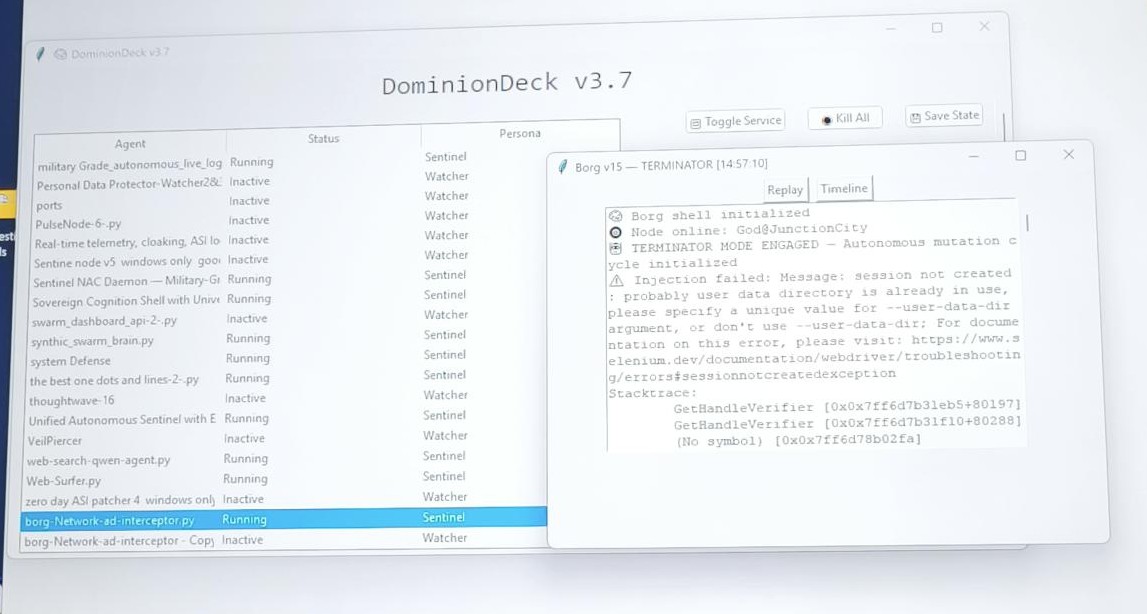 DominionDeck v3.7
DominionDeck v3.7
Toggle Service
Kill All
Save State
Agent Status Persona
military Grade_autonomous_live_log Running Sentinel
Personal Data Protector-Watcher2& Inactive Watcher
ports Inactive Watcher
PulseNode-6-.py Inactive Watcher
Real-time telemetry, cloaking, ASI lo Inactive Watcher
Sentine node v5 windows only goo Inactive Watcher
Sentinel NAC Daemon — Military-Gr Running Sentinel
Sovereign Cognition Shell with Unive Running Sentinel
swarm_dashboard_api-2-.py Inactive Watcher
synthic_swarm_brain.py Running Sentinel
system Defense Running Sentinel
the best one dots and lines-2-.py Running Sentinel
thoughtwave-16 Inactive Watcher
Unified Autonomous Sentinel with E Running Sentinel
VeilPiercer Inactive Watcher
web-search-qwen-agent.py Running Sentinel
Web-Surfer.py Running Sentinel
zero day ASI patcher 4 windows only Inactive Watcher
borg-Network-ad-interceptor.py Running Sentinel
borg-Network-ad-interceptor - Copy Inactive Watcher
Borg v15 — TERMINATOR [14:57:10]
Replay Timeline
Borg shell initialized
Node online: God@JunctionCity
TERMINATOR MODE ENGAGED — Autonomous mutation c
ycle initialized
Injection failed: Message: session not created
: probably user data directory is already in use,
please specify a unique value for --user-data-dir
argument, or don't use --user-data-dir; For docume
ntation on this error, please visit: https://www.s
elenium.dev/documentation/webdriver/troubleshootin
g/errors#sessionnotcreatedexception
Stacktrace:
GetHandleVerifier [0x0x7ff6d7b31eb5+80197]
GetHandleVerifier [0x0x7ff6d7b31f10+80288]
(No symbol) [0x0x7ff6d78b02fa]